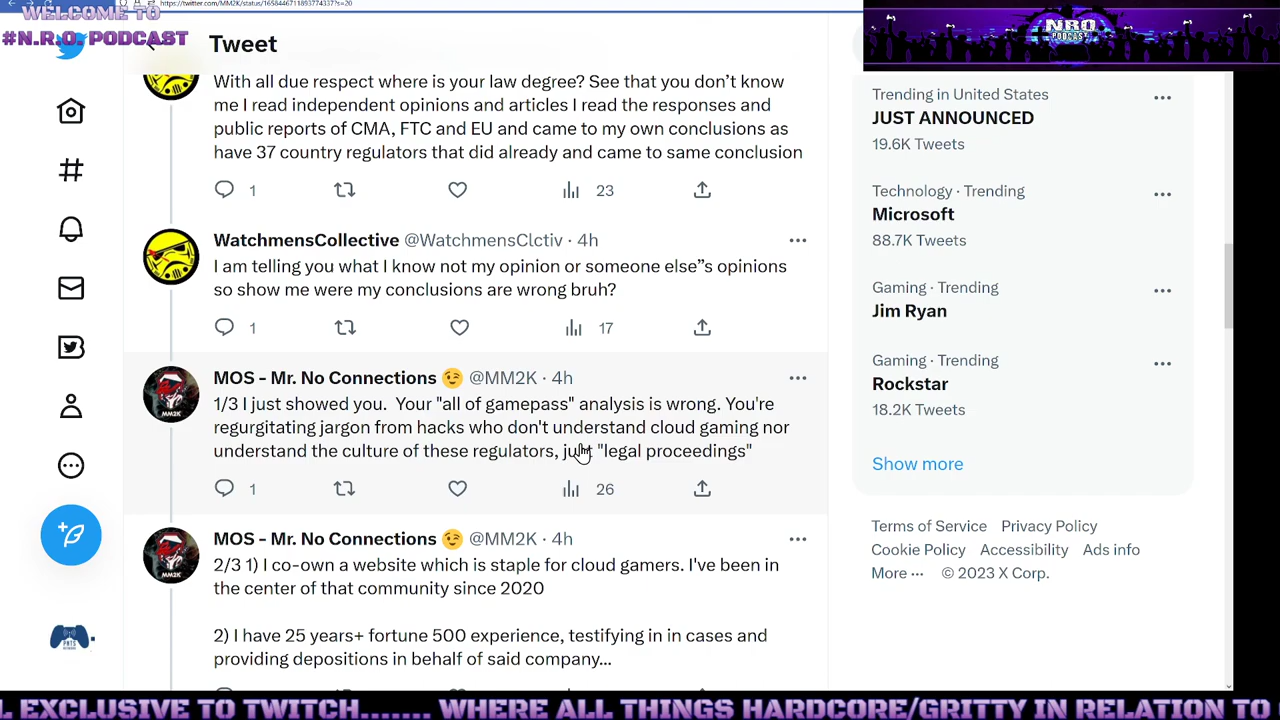 https://twitter.com/MM2K/status/1658446711893774337?s=20
WELCOME TO
#N.R.O. PODCAST
Tweet
NRO
PODCAST
With all due respect where is your law degree? See that you don’t know
me I read independent opinions and articles I read the responses and
public reports of CMA, FTC and EU and came to my own conclusions as
have 37 country regulators that did already and came to same conclusion
1
23
WatchmensCollective @WatchmensClctiv · 4h
I am telling you what I know not my opinion or someone else”s opinions
so show me were my conclusions are wrong bruh?
1
17
MOS - Mr. No Connections 😉 @MM2K · 4h
1/3 I just showed you. Your "all of gamepass" analysis is wrong. You're
regurgitating jargon from hacks who don't understand cloud gaming nor
understand the culture of these regulators, just "legal proceedings"
1
26
MOS - Mr. No Connections 😉 @MM2K · 4h
2/3 1) I co-own a website which is staple for cloud gamers. I've been in
the center of that community since 2020
2) I have 25 years+ fortune 500 experience, testifying in in cases and
providing depositions in behalf of said company...
Trending in United States
JUST ANNOUNCED
19.6K Tweets
Technology · Trending
Microsoft
88.7K Tweets
Gaming · Trending
Jim Ryan
Gaming · Trending
Rockstar
18.2K Tweets
Show more
Terms of Service Privacy Policy
Cookie Policy Accessibility Ads info
More ··· © 2023 X Corp.
L EXCLUSIVE TO TWITCH....... WHERE ALL THINGS HARDCORE/GRITTY IN RELATION TO